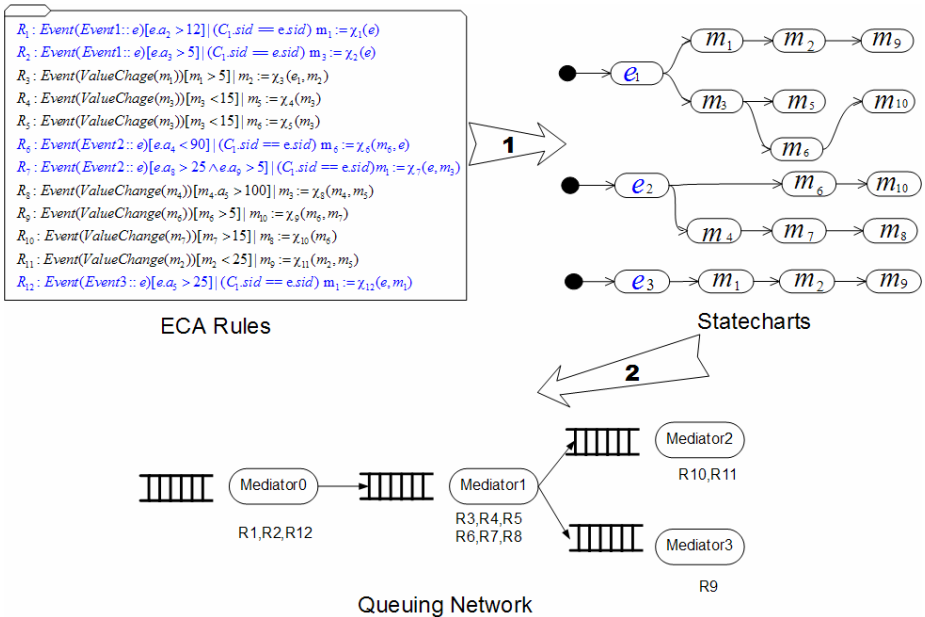 R₁ : Event(Event1:: e)[e.a₂ > 12] | (C₁.sid == e.sid) m₁ := χ₁(e)
R₂ : Event(Event1:: e)[e.a₃ > 5] | (C₁.sid == e.sid) m₃ := χ₂(e)
R₃ : Event(ValueChage(m₁))[m₁ > 5] | m₂ := χ₃(e₁, m₂)
R₄ : Event(ValueChage(m₃))[m₃ < 15] | m₅ := χ₄(m₃)
R₅ : Event(ValueChage(m₃))[m₃ < 15] | m₆ := χ₅(m₃)
R₆ : Event(Event2:: e)[e.a₄ < 90] | (C₁.sid == e.sid) m₆ := χ₆(m₆, e)
R₇ : Event(Event2:: e)[e.a₈ > 25 ∧ e.a₉ > 5] | (C₁.sid == e.sid)m₁ := χ₇(e, m₃)
R₈ : Event(ValueChange(m₄))[m₄.a₅ > 100] | m₃ := χ₈(m₄, m₅)
R₉ : Event(ValueChange(m₆))[m₆ > 5] | m₁₀ := χ₉(m₆, m₇)
R₁₀ : Event(ValueChange(m₇))[m₇ > 15] | m₈ := χ₁₀(m₆)
R₁₁ : Event(ValueChange(m₂))[m₂ < 25] | m₉ := χ₁₁(m₂, m₅)
R₁₂ : Event(Event3:: e)[e.a₅ > 25] | (C₁.sid == e.sid) m₁ := χ₁₂(e, m₁)
ECA Rules
1
m₁ m₂ m₉
e₁
m₃ m₅ m₁₀
m₆
e₂ m₆ m₁₀
m₄ m₇ m₈
e₃ m₁ m₂ m₉
Statecharts
2
Mediator0
R1,R2,R12
Mediator1
R3,R4,R5
R6,R7,R8
Mediator2
R10,R11
Mediator3
R9
Queuing Network